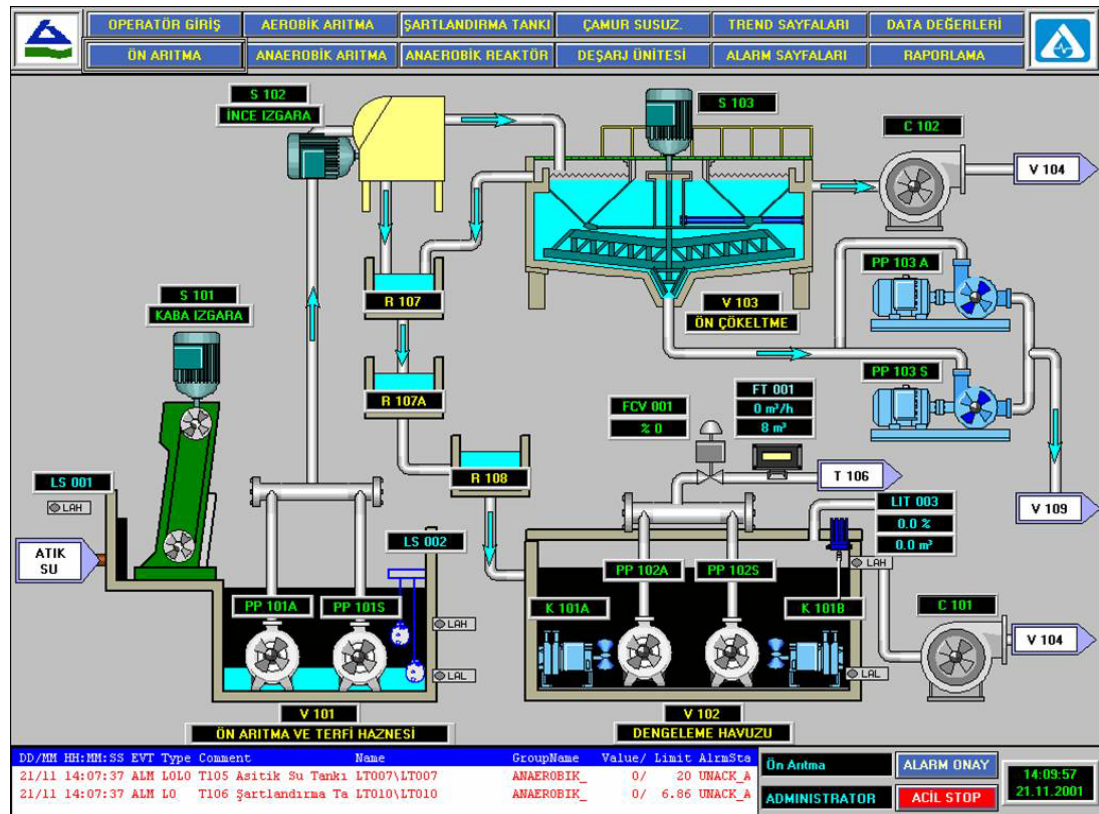 OPERATÖR GİRİŞ AEROBİK ARITMA ŞARTLANDIRMA TANKI ÇAMUR SUSUZ. TREND SAYFALARI DATA DEĞERLERİ
ÖN ARITMA ANAEROBİK ARITMA ANAEROBİK REAKTÖR DEŞARJ ÜNİTESİ ALARM SAYFALARI RAPORLAMA
S 102
İNCE IZGARA
S 103
C 102
V 104
PP 103 A
S 101
KABA IZGARA
R 107
V 103
ÖN ÇÖKELTME
PP 103 S
R 107A
FCV 001
% 0
FT 001
0 m³/h
8 m³
R 108
T 106
LS 001
LAH
LIT 003
0.0 %
0.0 m³
V 109
ATIK
SU
LS 002
LAH
PP 102A
PP 102S
PP 101A
PP 101S
K 101A
K 101B
C 101
LAH
V 104
LAL
LAL
V 101
ÖN ARITMA VE TERFİ HAZNESİ
V 102
DENGELEME HAVUZU
DD/MM HH:MM:SS EVT Type Comment Name GroupName Value/ Limit AlrmSta
21/11 14:07:37 ALM LOLO T105 Asitik Su Tankı LT007\LT007 ANAEROBIK_ 0/ 20 UNACK_A
21/11 14:07:37 ALM LO T106 Şartlandırma Ta LT010\LT010 ANAEROBIK_ 0/ 6.86 UNACK_A
Ön Arıtma
ALARM ONAY
ADMINISTRATOR
ACİL STOP
14:09:57
21.11.2001